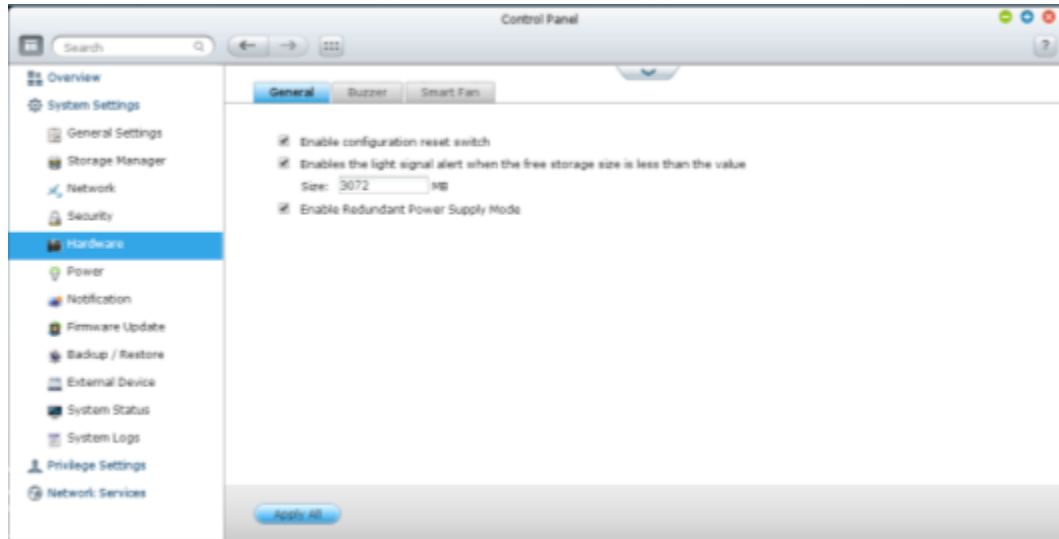 Control Panel
Search
?
Overview
System Settings
General Settings
Storage Manager
Network
Security
Hardware
Power
Notification
Firmware Update
Backup / Restore
External Device
System Status
System Logs
Privilege Settings
Network Services
General Buzzer Smart Fan
Enable configuration reset switch
Enables the light signal alert when the free storage size is less than the value
Size: 3072 MB
Enable Redundant Power Supply Mode
Apply All